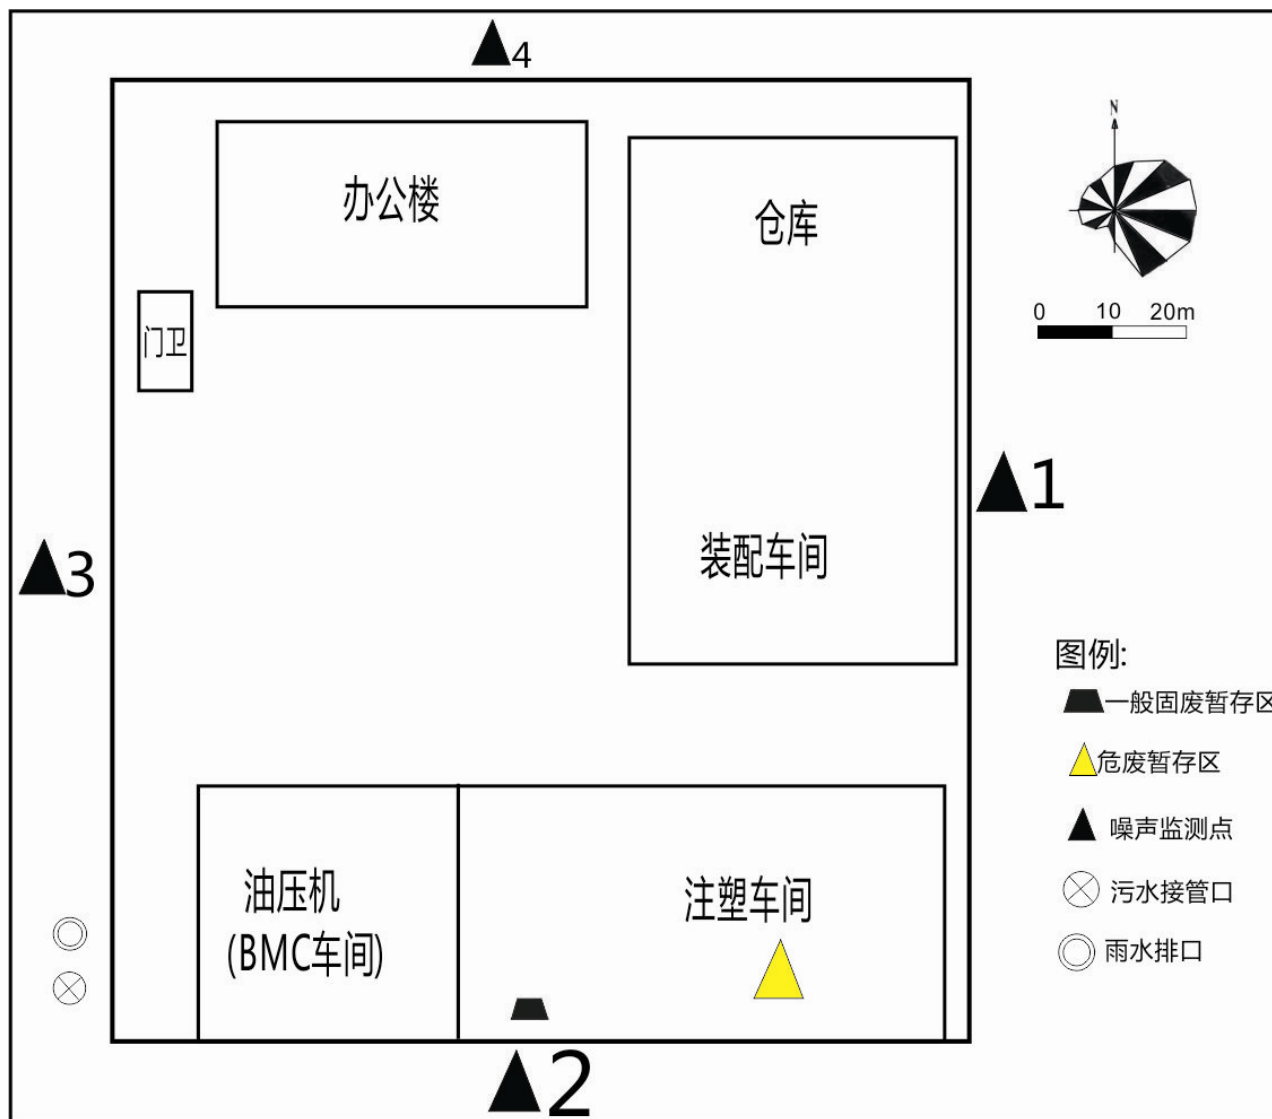 4
N
办公楼
仓库
0 10 20m
门卫
1
装配车间
3
图例:
一般固废暂存区
危废暂存区
噪声监测点
油压机
(BMC车间)
注塑车间
污水接管口
雨水排口
2